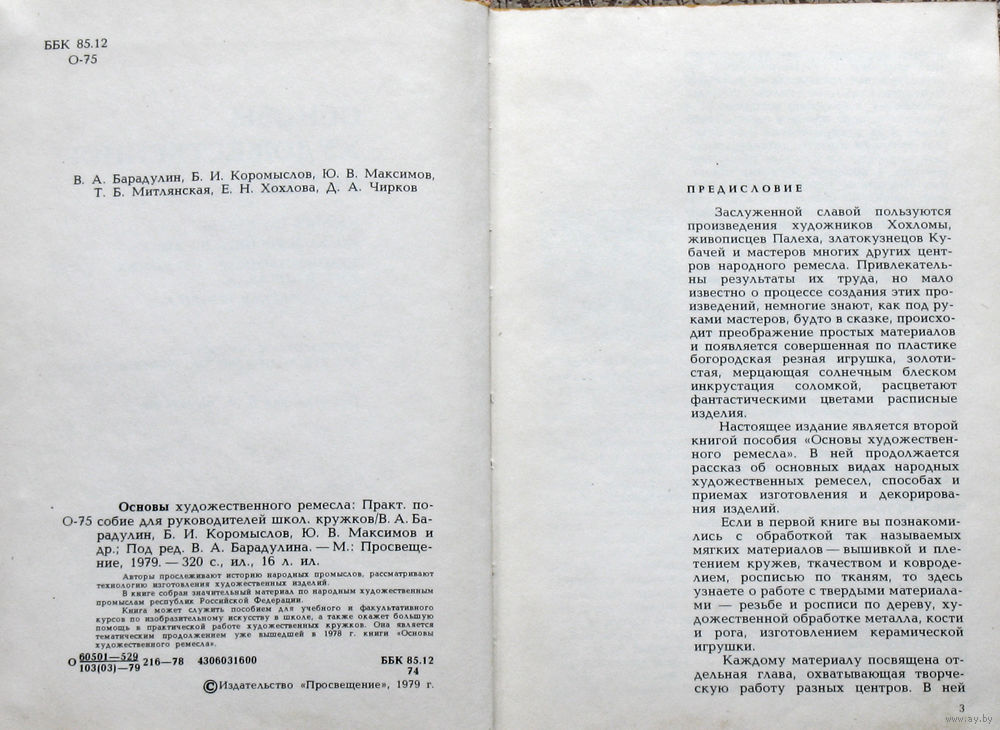 ББК 85.12
О-75
В. А. Барадулин, Б. И. Коромыслов, Ю. В. Максимов,
Т. Б. Митлянская, Е. Н. Хохлова, Д. А. Чирков
Основы художественного ремесла: Практ. по-
О-75 собие для руководителей школ. кружков/В. А. Ба-
радулин, Б. И. Коромыслов, Ю. В. Максимов и
др.; Под ред. В. А. Барадулина. — М.; Просвеще-
ние, 1979. — 320 с., ил., 16 л. ил.
Авторы прослеживают историю народных промыслов, рассматривают
технологию изготовления художественных изделий.
В книге собран значительный материал по народным художественным
промыслам республик Российской Федерации.
Книга может служить пособием для учебного и факультативного
курсов по изобразительному искусству в школе, а также окажет большую
помощь в практической работе художественных кружков. Она является
тематическим продолжением уже вышедшей в 1978 г. книги «Основы
художественного ремесла».
О 60501—529
103(03)—79 216—78 4306031600 ББК 85.12
74
© Издательство «Просвещение», 1979 г.
ПРЕДИСЛОВИЕ
Заслуженной славой пользуются
произведения художников Хохломы,
живописцев Палеха, златокузнецов Ку-
бачей и мастеров многих других цент-
ров народного ремесла. Привлекатель-
ны результаты их труда, но мало
известно о процессе создания этих про-
изведений, немногие знают, как под ру-
ками мастеров, будто в сказке, происхо-
дит преображение простых материалов
и появляется совершенная по пластике
богородская резная игрушка, золоти-
стая, мерцающая солнечным блеском
инкрустация соломкой, расцветают
фантастическими цветами расписные
изделия.
Настоящее издание является второй
книгой пособия «Основы художествен-
ного ремесла». В ней продолжается
рассказ об основных видах народных
художественных ремесел, способах и
приемах изготовления и декорирова-
ния изделий.
Если в первой книге вы познакоми-
лись с обработкой так называемых
мягких материалов — вышивкой и пле-
тением кружев, ткачеством и ковроде-
лием, росписью по тканям, то здесь
узнаете о работе с твердыми материала-
ми — резьбе и росписи по дереву, ху-
дожественной обработке металла, кости
и рога, изготовлением керамической
игрушки.
Каждому материалу посвящена от-
дельная глава, охватывающая творче-
скую работу разных центров. В ней
3
www.ay.by